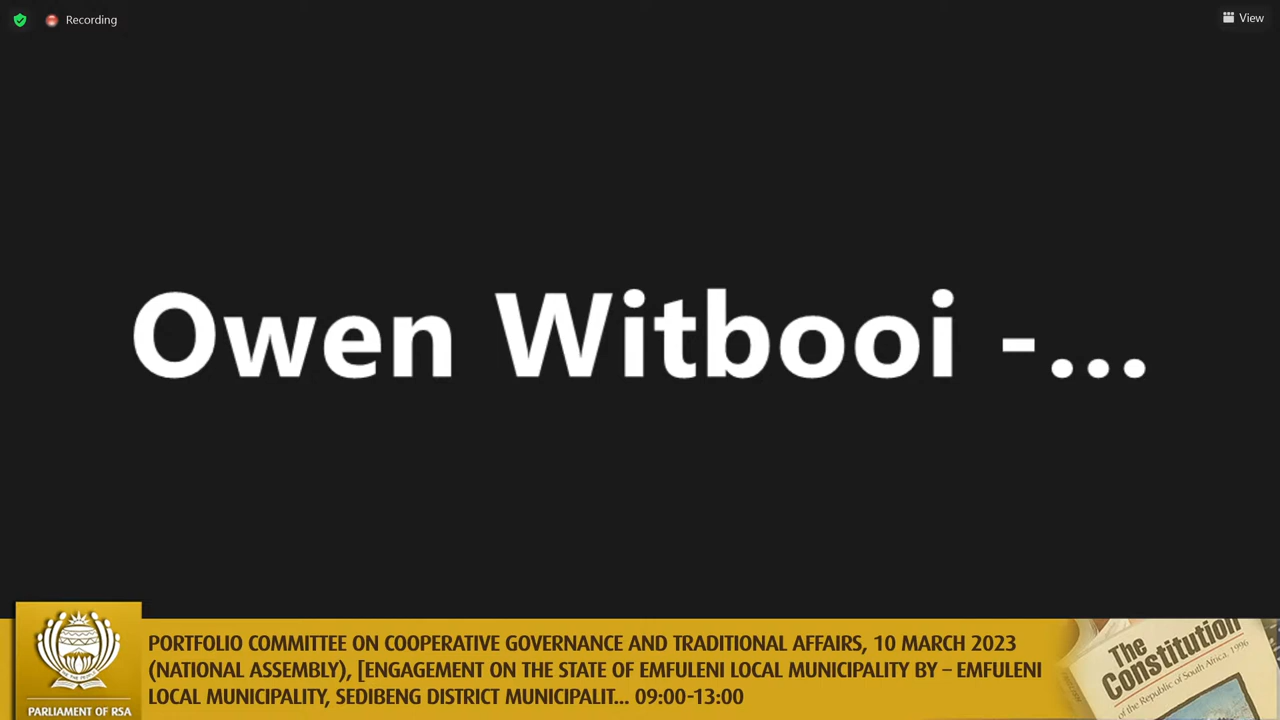 Recording
View
Owen Witbooi -...
PORTFOLIO COMMITTEE ON COOPERATIVE GOVERNANCE AND TRADITIONAL AFFAIRS, 10 MARCH 2023
(NATIONAL ASSEMBLY), [ENGAGEMENT ON THE STATE OF EMFULENI LOCAL MUNICIPALITY BY – EMFULENI
LOCAL MUNICIPALITY, SEDIBENG DISTRICT MUNICIPALIT... 09:00-13:00
PARLIAMENT OF RSA
The
Constitution
of the Republic of South Africa, 1996